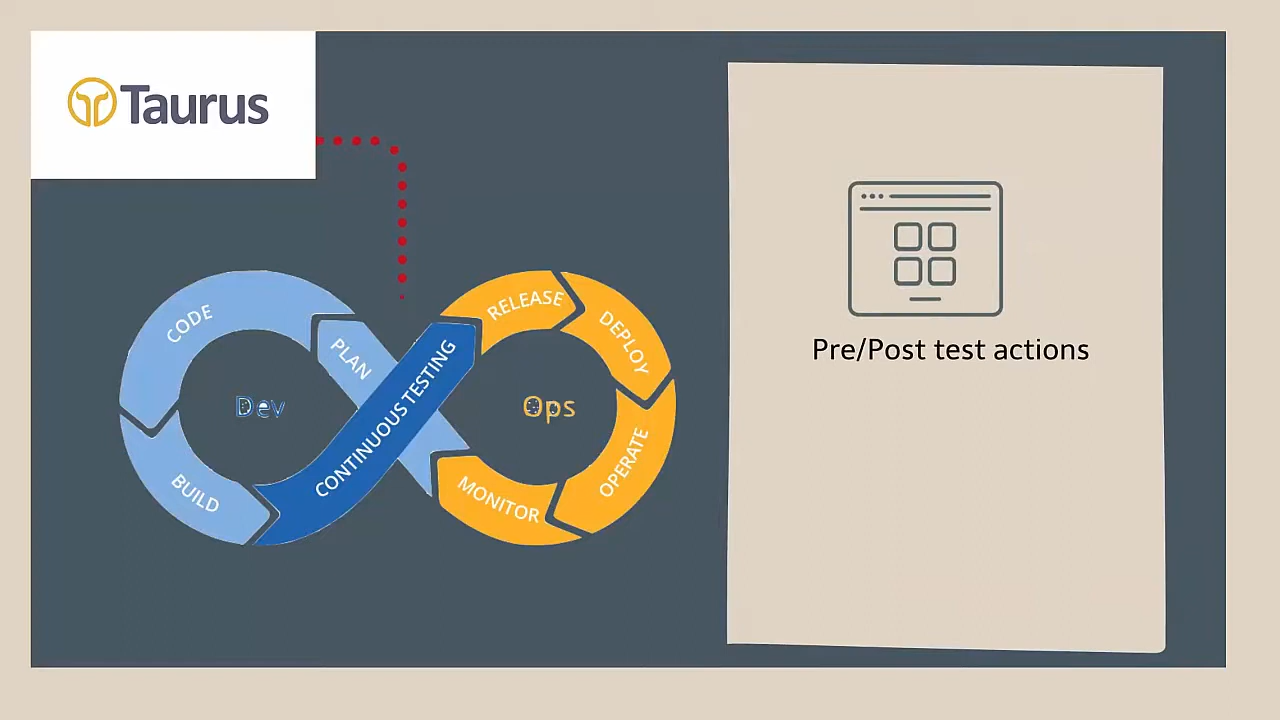 Taurus
CODE
PLAN
BUILD
CONTINUOUS TESTING
Dev
RELEASE
DEPLOY
OPERATE
MONITOR
Ops
Pre/Post test actions